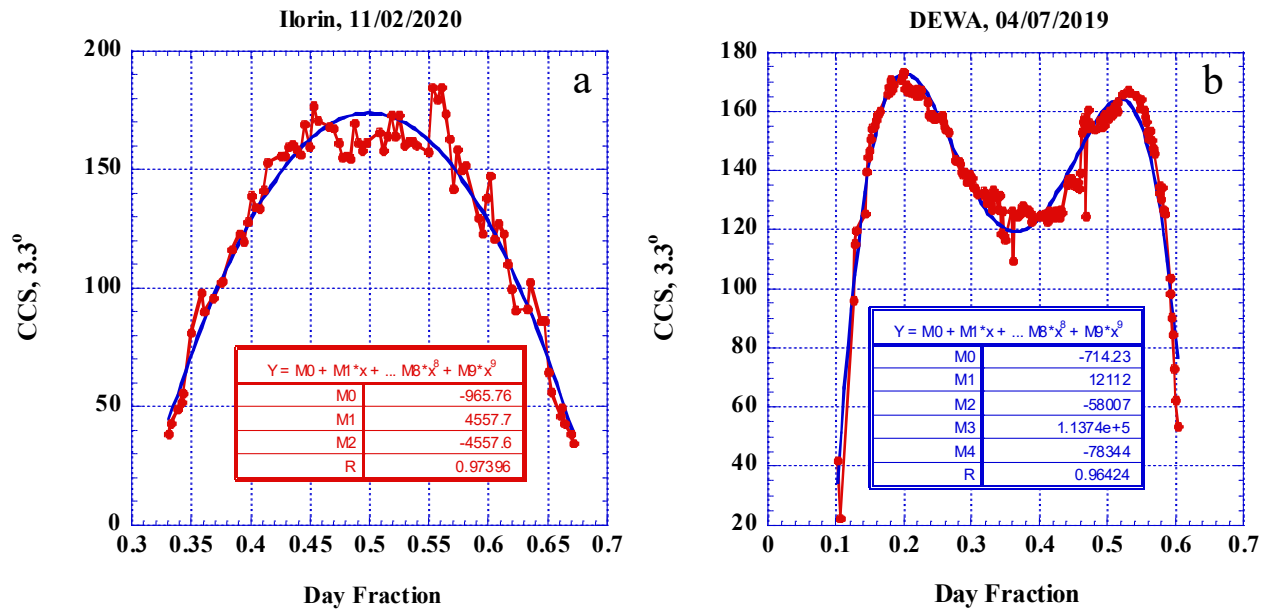 Ilorin, 11/02/2020
a
CCS, 3.3⁰
200
150
100
50
0
0.3 0.35 0.4 0.45 0.5 0.55 0.6 0.65 0.7
Day Fraction
Y = M0 + M1*x + ... M8*x⁸ + M9*x⁹
M0 -965.76
M1 4557.7
M2 -4557.6
R 0.97396
DEWA, 04/07/2019
b
CCS, 3.3⁰
180
160
140
120
100
80
60
40
20
0 0.1 0.2 0.3 0.4 0.5 0.6 0.7
Day Fraction
Y = M0 + M1*x + ... M8*x⁸ + M9*x⁹
M0 -714.23
M1 12112
M2 -58007
M3 1.1374e+5
M4 -78344
R 0.96424